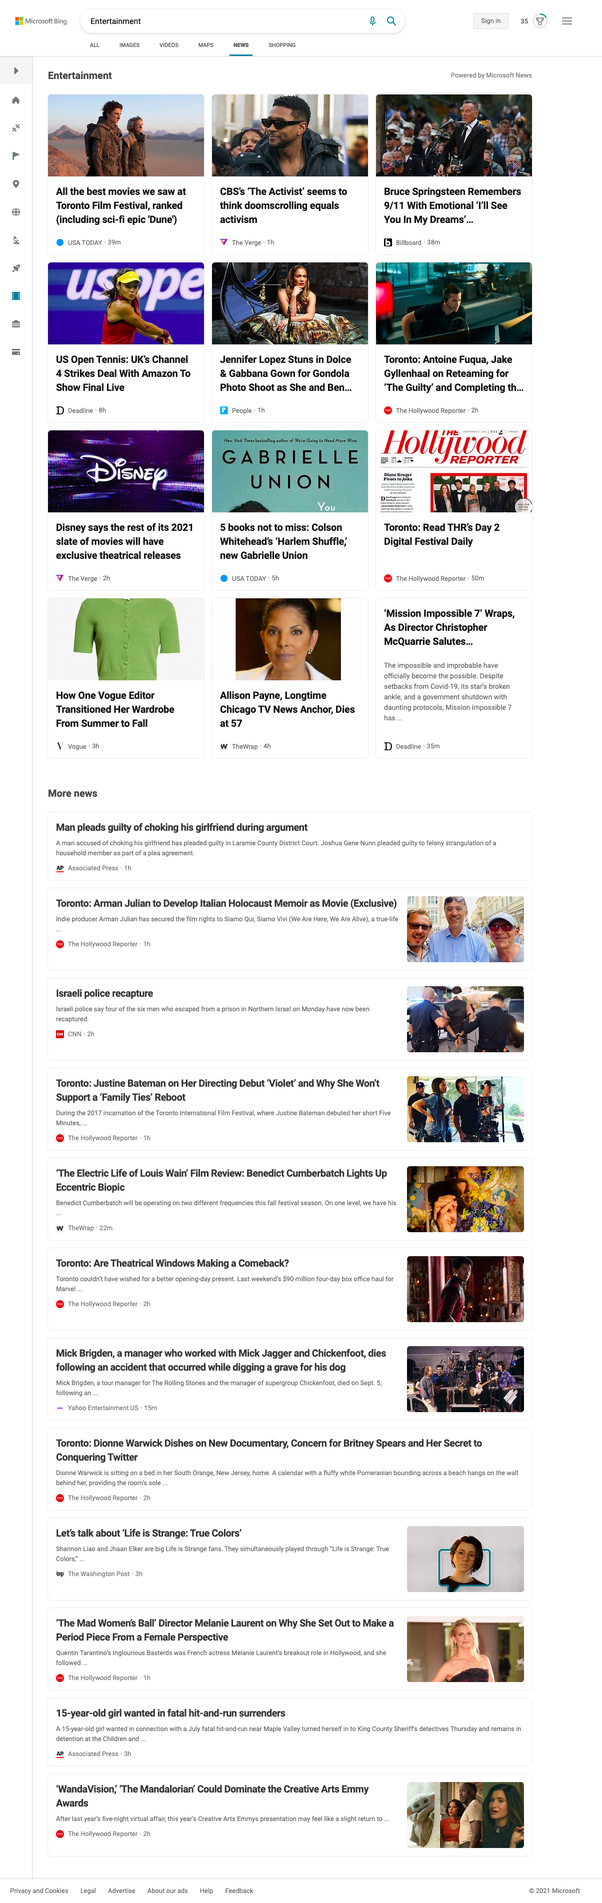 Microsoft Bing
Entertainment
Sign in
35
ALL
IMAGES
VIDEOS
MAPS
NEWS
SHOPPING
Entertainment
Powered by Microsoft News
All the best movies we saw at
Toronto Film Festival, ranked
(including sci-fi epic 'Dune')
USA TODAY · 39m
CBS's 'The Activist' seems to
think doomscrolling equals
activism
The Verge · 1h
Bruce Springsteen Remembers
9/11 With Emotional 'I'll See
You In My Dreams'...
Billboard · 38m
usope
US Open Tennis: UK's Channel
4 Strikes Deal With Amazon To
Show Final Live
Deadline · 8h
Jennifer Lopez Stuns in Dolce
& Gabbana Gown for Gondola
Photo Shoot as She and Ben...
People · 1h
Toronto: Antoine Fuqua, Jake
Gyllenhaal on Reteaming for
'The Guilty' and Completing th...
The Hollywood Reporter · 2h
Disney
Disney says the rest of its 2021
slate of movies will have
exclusive theatrical releases
The Verge · 2h
New York Times bestselling author of We're Going to Need More Wine
GABRIELLE
UNION
You
5 books not to miss: Colson
Whitehead's 'Harlem Shuffle,'
new Gabrielle Union
USA TODAY · 5h
THE
Hollywood
REPORTER
Diane Kruger
Pivots to Joika
Toronto: Read THR's Day 2
Digital Festival Daily
The Hollywood Reporter · 50m
How One Vogue Editor
Transitioned Her Wardrobe
From Summer to Fall
Vogue · 3h
Allison Payne, Longtime
Chicago TV News Anchor, Dies
at 57
TheWrap · 4h
'Mission Impossible 7' Wraps,
As Director Christopher
McQuarrie Salutes...
The impossible and improbable have
officially become the possible. Despite
setbacks from Covid-19, its star's broken
ankle, and a government shutdown with
daunting protocols, Mission Impossible 7
has ...
Deadline · 35m
More news
Man pleads guilty of choking his girlfriend during argument
A man accused of choking his girlfriend has pleaded guilty in Laramie County District Court. Joshua Gene Nunn pleaded guilty to felony strangulation of a
household member as part of a plea agreement.
AP Associated Press · 1h
Toronto: Arman Julian to Develop Italian Holocaust Memoir as Movie (Exclusive)
Indie producer Arman Julian has secured the film rights to Siamo Qui, Siamo Vivi (We Are Here, We Are Alive), a true-life
...
The Hollywood Reporter · 1h
Israeli police recapture
Israeli police say four of the six men who escaped from a prison in Northern Israel on Monday have now been
recaptured.
CNN · 2h
Toronto: Justine Bateman on Her Directing Debut 'Violet' and Why She Won't
Support a 'Family Ties' Reboot
During the 2017 incarnation of the Toronto International Film Festival, where Justine Bateman debuted her short Five
Minutes, ...
The Hollywood Reporter · 1h
'The Electric Life of Louis Wain' Film Review: Benedict Cumberbatch Lights Up
Eccentric Biopic
Benedict Cumberbatch will be operating on two different frequencies this fall festival season. On one level, we have his
...
TheWrap · 22m
Toronto: Are Theatrical Windows Making a Comeback?
Toronto couldn't have wished for a better opening-day present. Last weekend's $90 million four-day box office haul for
Marvel ...
The Hollywood Reporter · 2h
Mick Brigden, a manager who worked with Mick Jagger and Chickenfoot, dies
following an accident that occurred while digging a grave for his dog
Mick Brigden, a tour manager for The Rolling Stones and the manager of supergroup Chickenfoot, died on Sept. 5,
following an ...
Yahoo Entertainment US · 15m
Toronto: Dionne Warwick Dishes on New Documentary, Concern for Britney Spears and Her Secret to
Conquering Twitter
Dionne Warwick is sitting on a bed in her South Orange, New Jersey, home. A calendar with a fluffy white Pomeranian bounding across a beach hangs on the wall
behind her, providing the room's sole ...
The Hollywood Reporter · 2h
Let's talk about 'Life is Strange: True Colors'
Shannon Liao and Jhaan Elker are big Life is Strange fans. They simultaneously played through "Life is Strange: True
Colors," ...
wp The Washington Post · 3h
'The Mad Women's Ball' Director Melanie Laurent on Why She Set Out to Make a
Period Piece From a Female Perspective
Quentin Tarantino's Inglourious Basterds was French actress Melanie Laurent's breakout role in Hollywood, and she
followed ...
The Hollywood Reporter · 1h
15-year-old girl wanted in fatal hit-and-run surrenders
A 15-year-old girl wanted in connection with a July fatal hit-and-run near Maple Valley turned herself in to King County Sheriff's detectives Thursday and remains in
detention at the Children and ...
AP Associated Press · 3h
'WandaVision,' 'The Mandalorian' Could Dominate the Creative Arts Emmy
Awards
After last year's five-night virtual affair, this year's Creative Arts Emmys presentation may feel like a slight return to ...
The Hollywood Reporter · 2h
Privacy and Cookies
Legal
Advertise
About our ads
Help
Feedback
© 2021 Microsoft